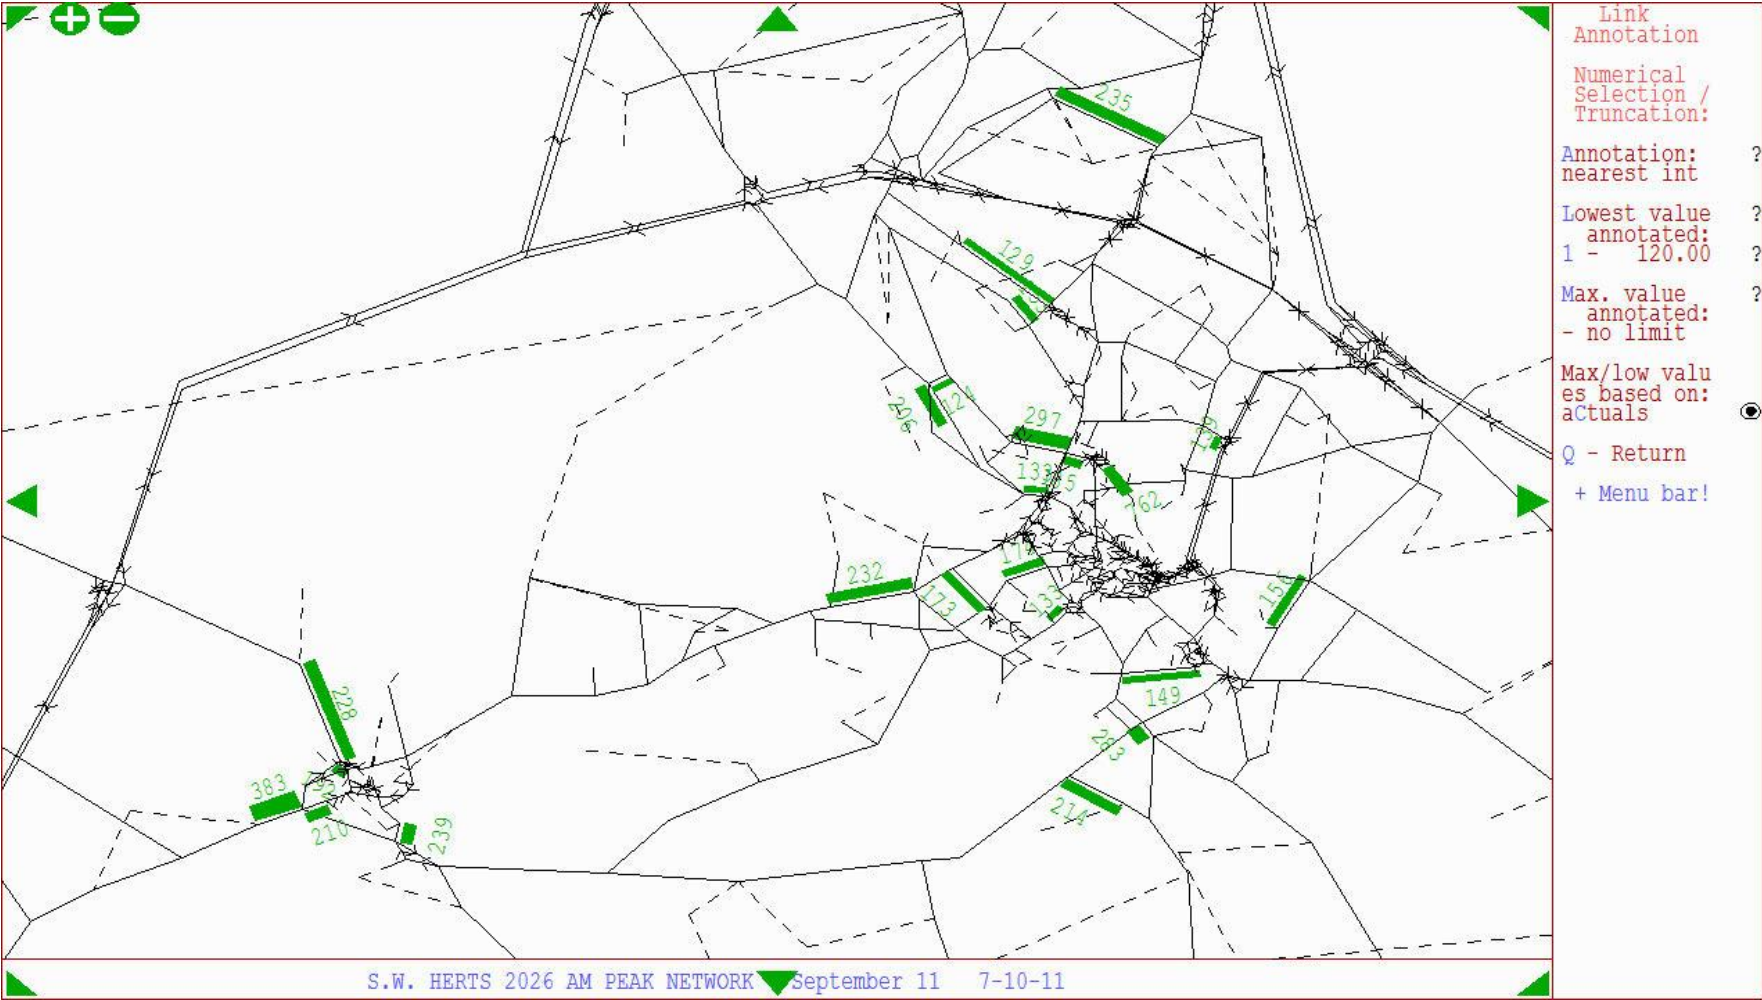 Link
Annotation
Numerical
Selection /
Truncation:
Annotation: ?
nearest int
Lowest value ?
annotated:
1 - 120.00 ?
Max. value ?
annotated:
- no limit
Max/low valu
es based on:
aCtuals
Q - Return
+ Menu bar!
235
129
206
124
297
133
162
232
173
133
156
149
283
214
228
383
210
239
S.W. HERTS 2026 AM PEAK NETWORK September 11 7-10-11